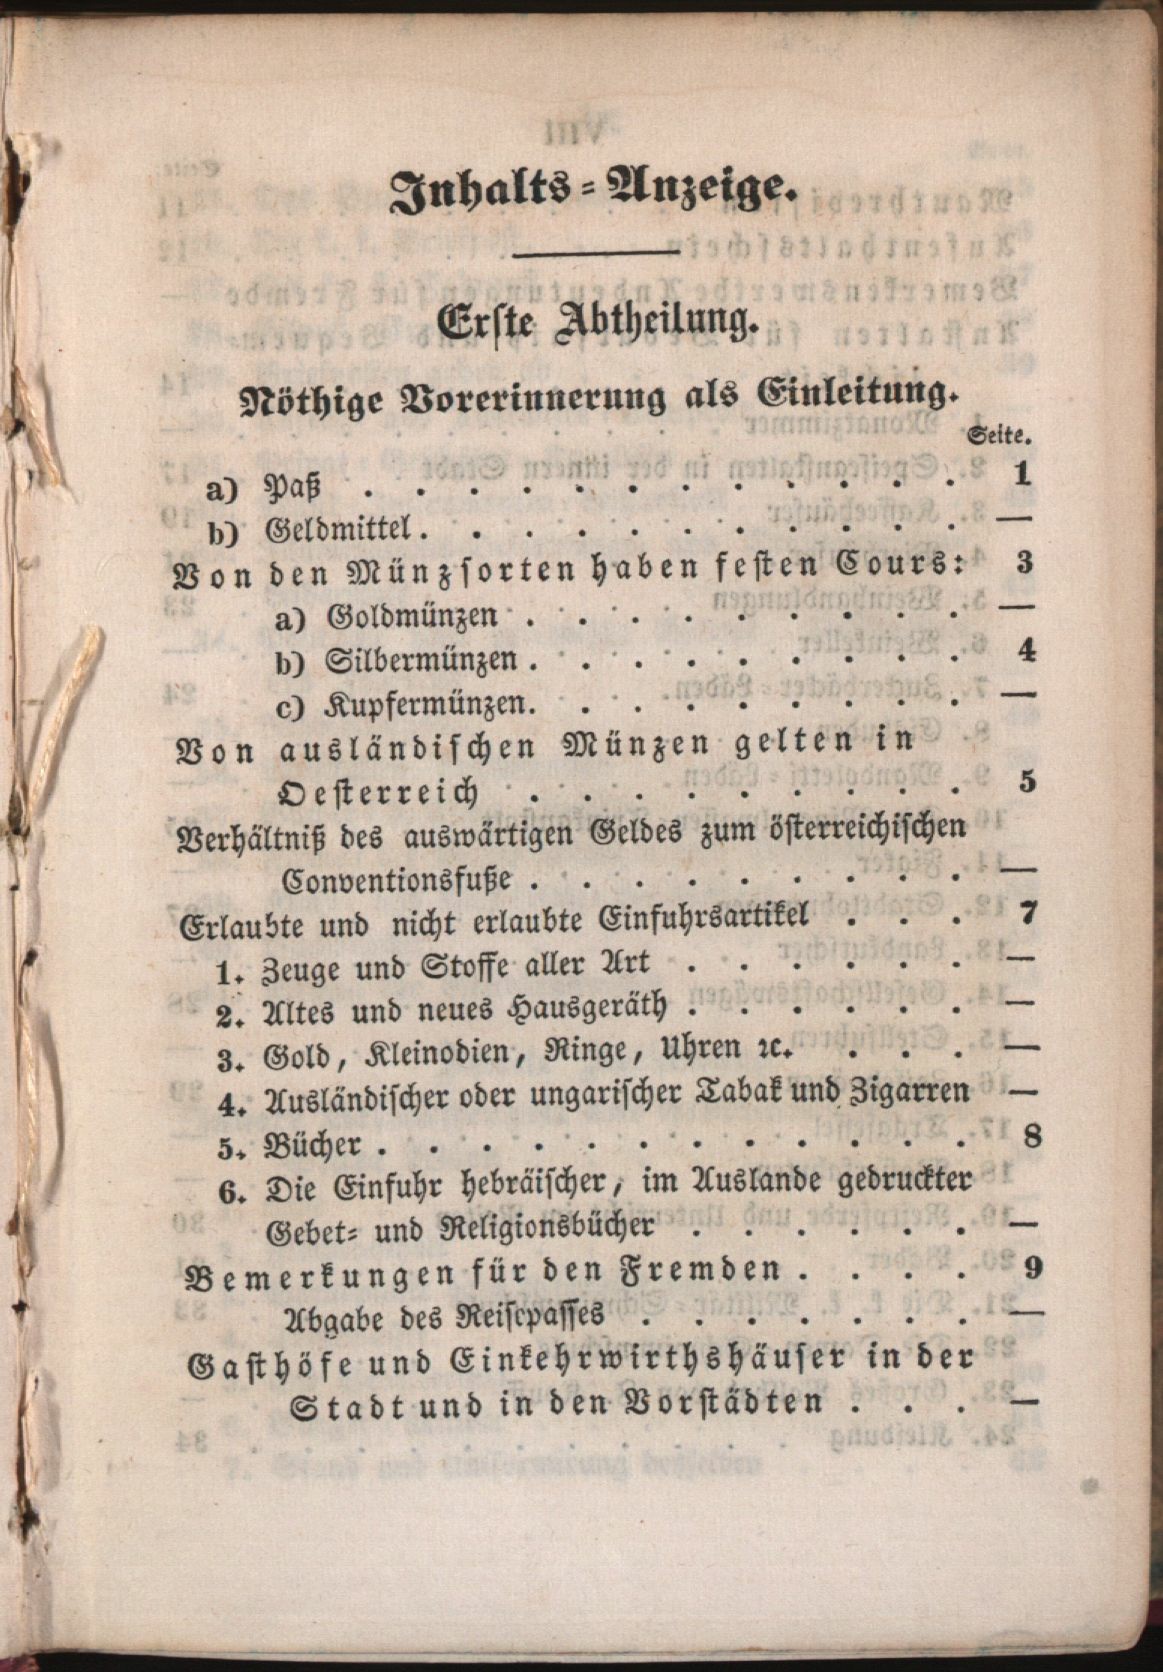 Inhalts-Anzeige.
Erste Abtheilung.
Nöthige Vorerinnerung als Einleitung.
Seite.
a) Paß . . . . . . . . . . . . 1
b) Geldmittel . . . . . . . . . . . —
Von den Münzsorten haben festen Cours: 3
a) Goldmünzen . . . . . . . . . —
b) Silbermünzen . . . . . . . . . 4
c) Kupfermünzen . . . . . . . . . —
Von ausländischen Münzen gelten in
Oesterreich . . . . . . . . . 5
Verhältniß des auswärtigen Geldes zum österreichischen
Conventionsfuße . . . . . . . . . —
Erlaubte und nicht erlaubte Einfuhrsartikel . . . 7
1. Zeuge und Stoffe aller Art . . . . . . —
2. Altes und neues Hausgeräth . . . . . . —
3. Gold, Kleinodien, Ringe, Uhren ꝛc. . . . —
4. Ausländischer oder ungarischer Tabak und Zigarren —
5. Bücher . . . . . . . . . . . . 8
6. Die Einfuhr hebräischer, im Auslande gedruckter
Gebet- und Religionsbücher . . . . . . —
Bemerkungen für den Fremden . . . . 9
Abgabe des Reisepasses . . . . . . . —
Gasthöfe und Einkehrwirthshäuser in der
Stadt und in den Vorstädten . . . —